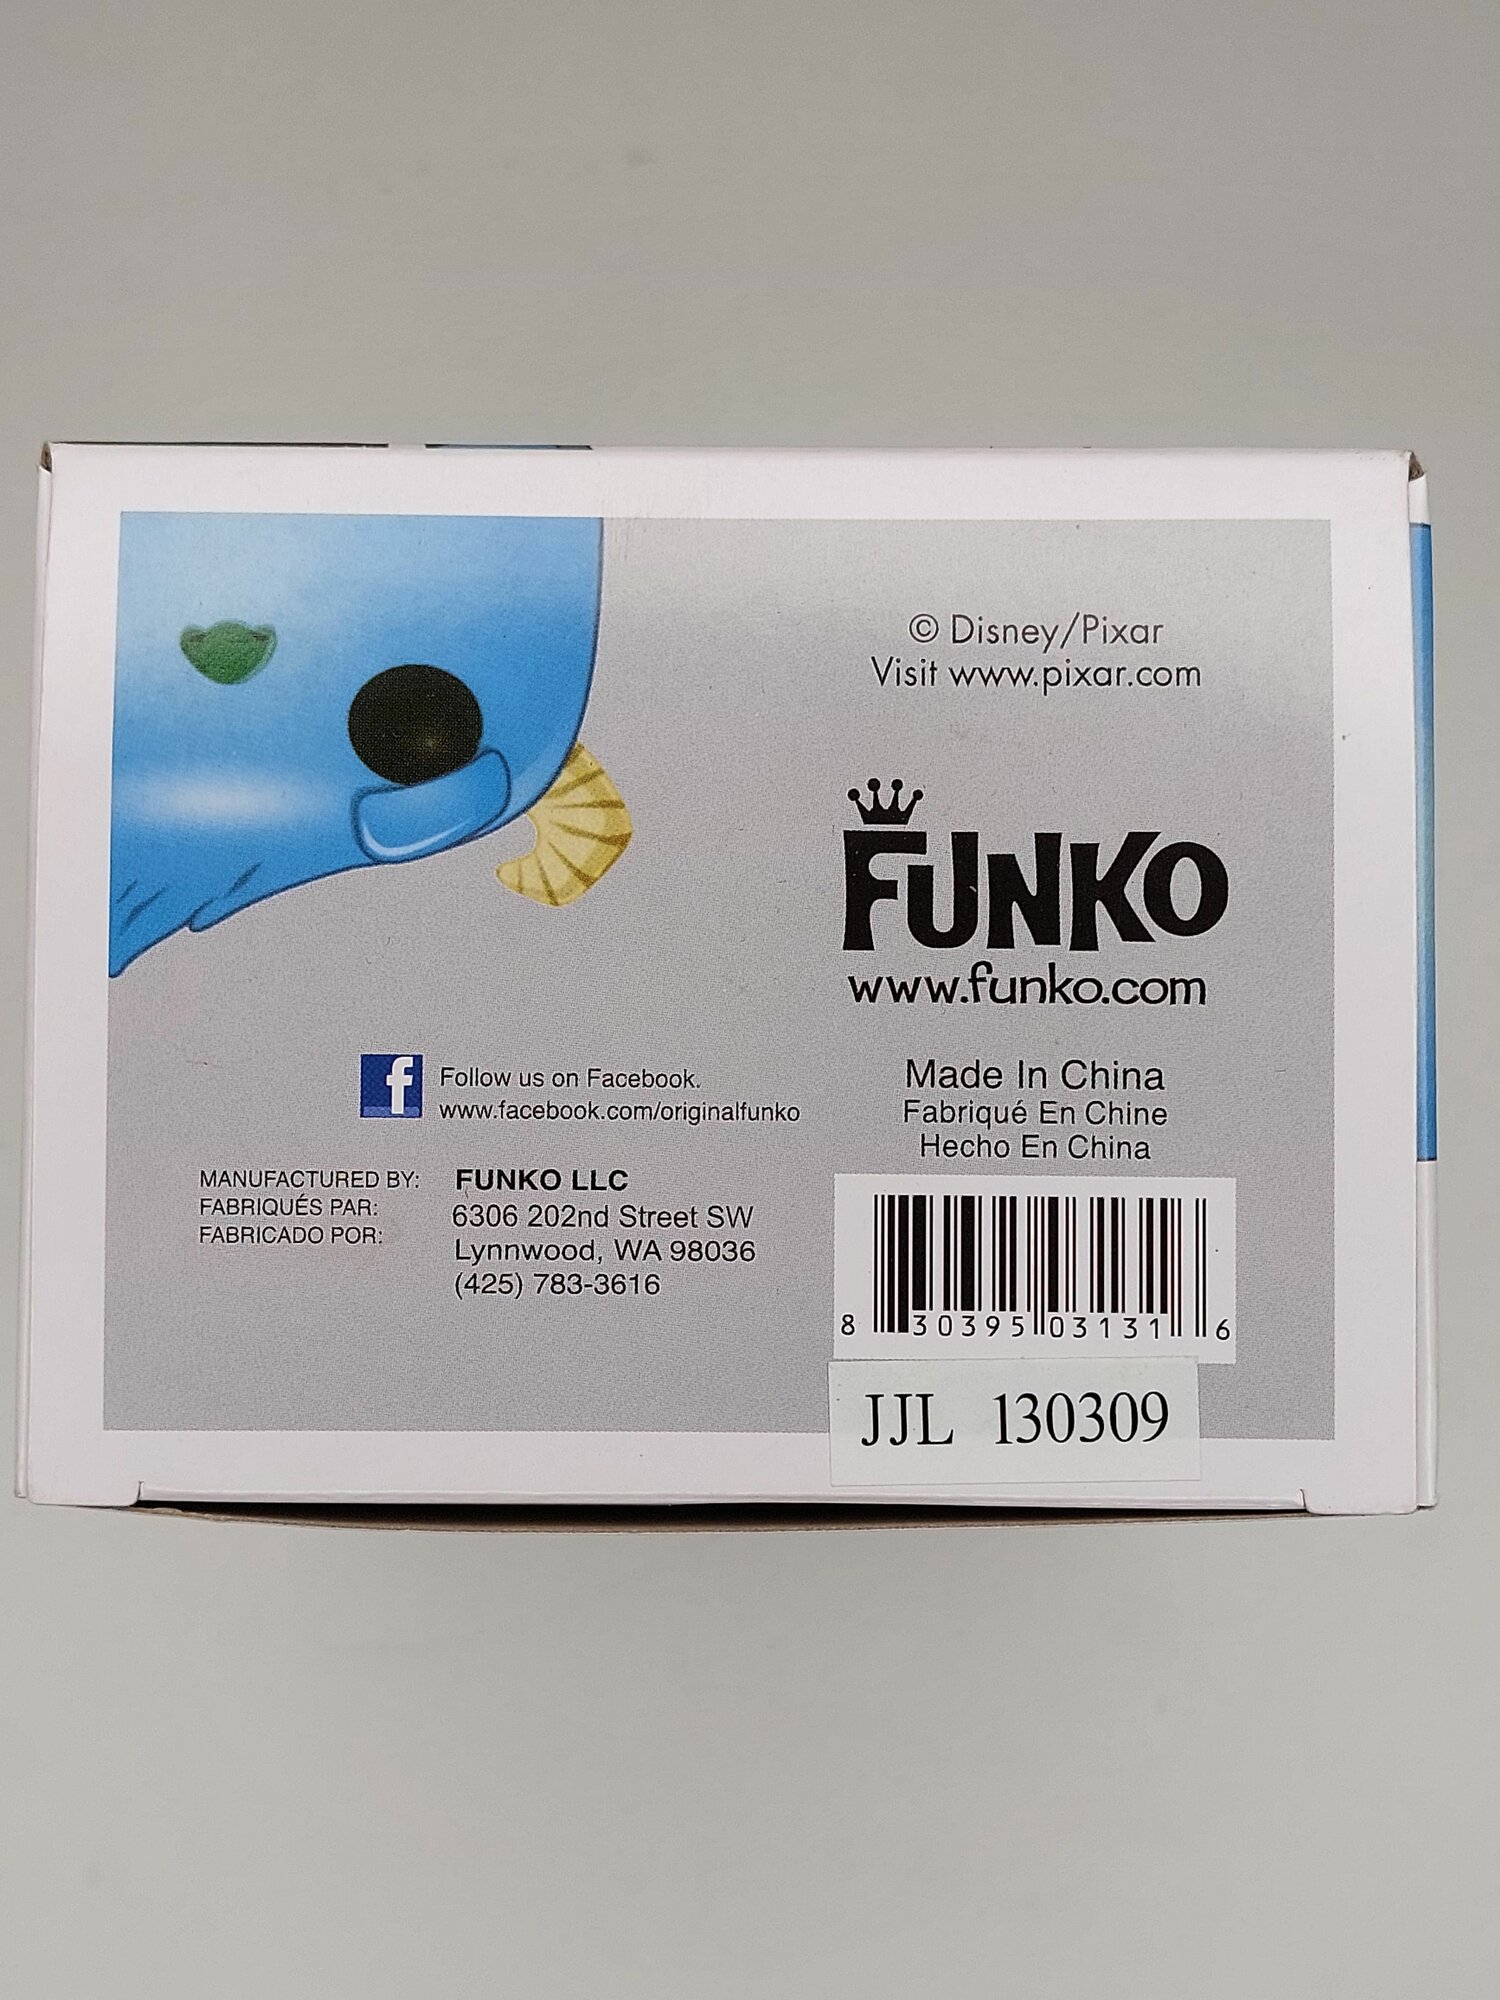 © Disney/Pixar
Visit www.pixar.com
FUNKO
www.funko.com
f Follow us on Facebook.
www.facebook.com/originalfunko
Made In China
Fabriqué En Chine
Hecho En China
MANUFACTURED BY:
FABRIQUÉS PAR:
FABRICADO POR:
FUNKO LLC
6306 202nd Street SW
Lynnwood, WA 98036
(425) 783-3616
8 30395 03131 6
JJL 130309